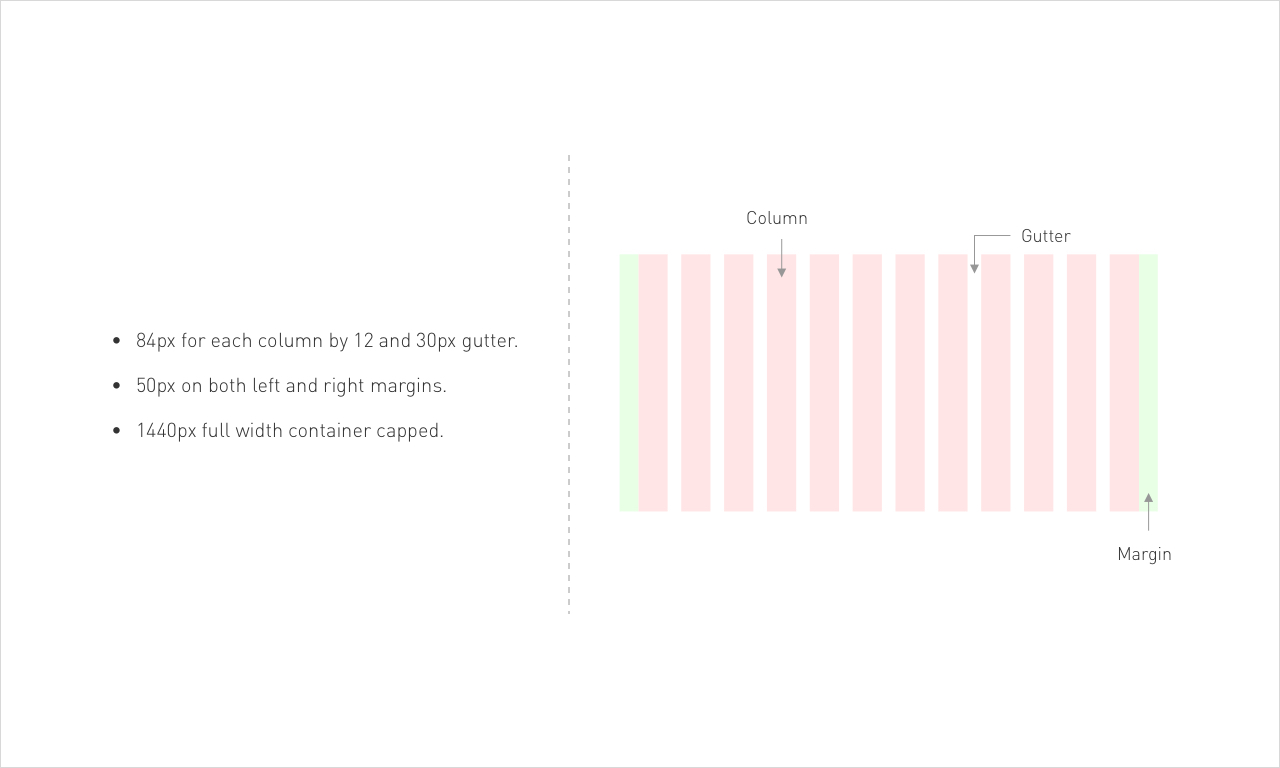 • 84px for each column by 12 and 30px gutter.
• 50px on both left and right margins.
• 1440px full width container capped.
Column
Gutter
Margin